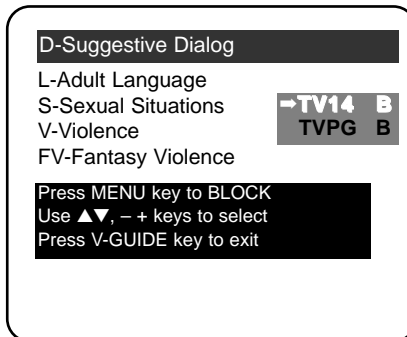 D-Suggestive Dialog
L-Adult Language
S-Sexual Situations
➡TV14 B
V-Violence
TVPG B
FV-Fantasy Violence
Press MENU key to BLOCK
Use ▲▼, – + keys to select
Press V-GUIDE key to exit